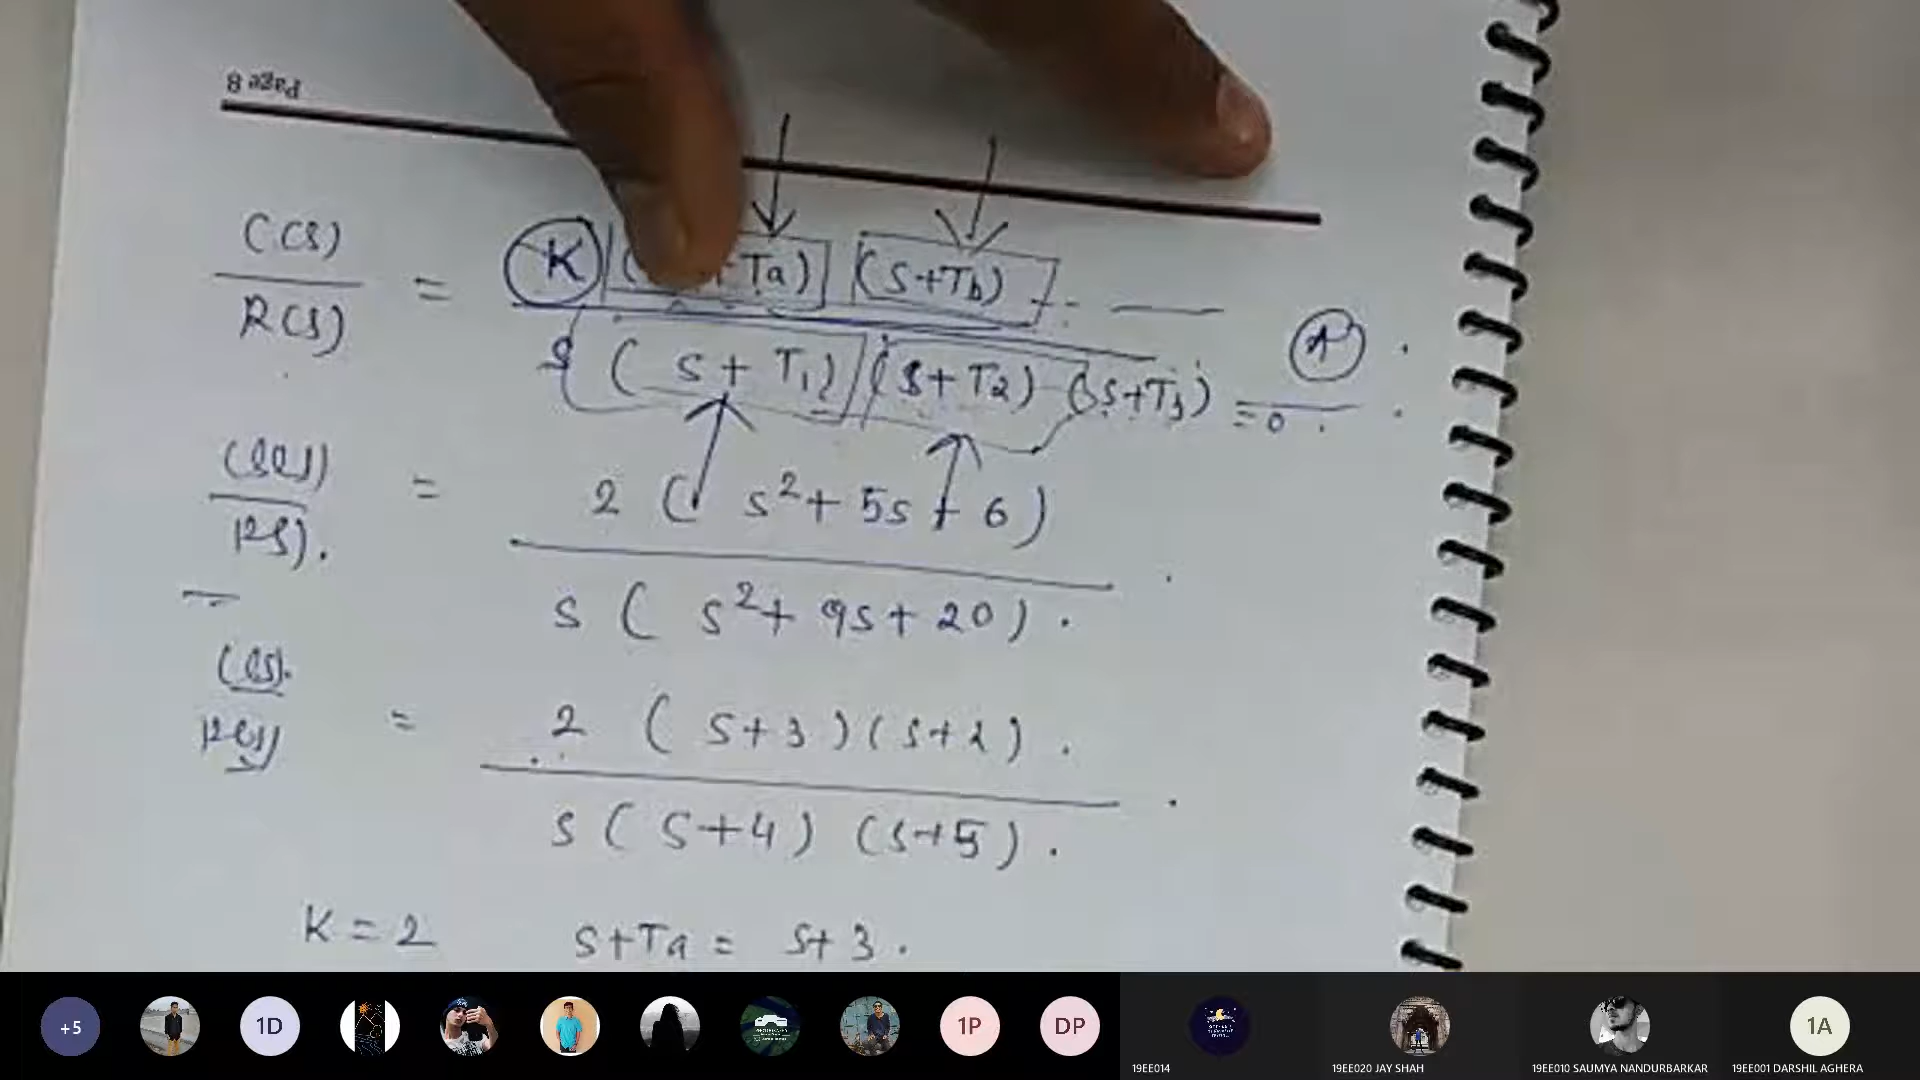 Page 8
C(S) / R(S) = K ( +Ta) (S+Tb) -- —
s (s+T1) (s+T2) (s+T3) = 0
= 2 ( s²+5s+6)
s ( s²+9s+20) .
= 2 ( s+3)(s+2) .
s ( s+4) (s+5) .
K = 2 S+Ta = S+3 .
+5
1D
1P
DP
19EE014
19EE020 JAY SHAH
19EE010 SAUMYA NANDURBARKAR
1A
19EE001 DARSHIL AGHERA